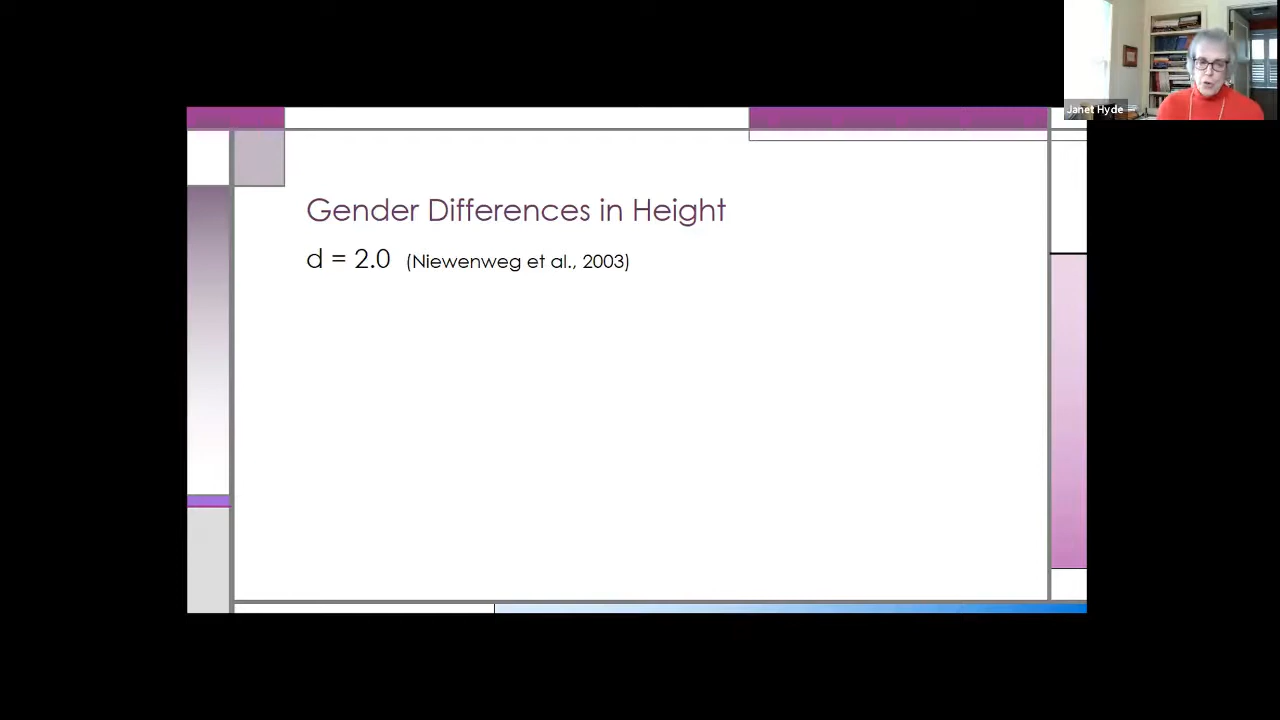 Janet Hyde
Gender Differences in Height
d = 2.0 (Niewenweg et al., 2003)